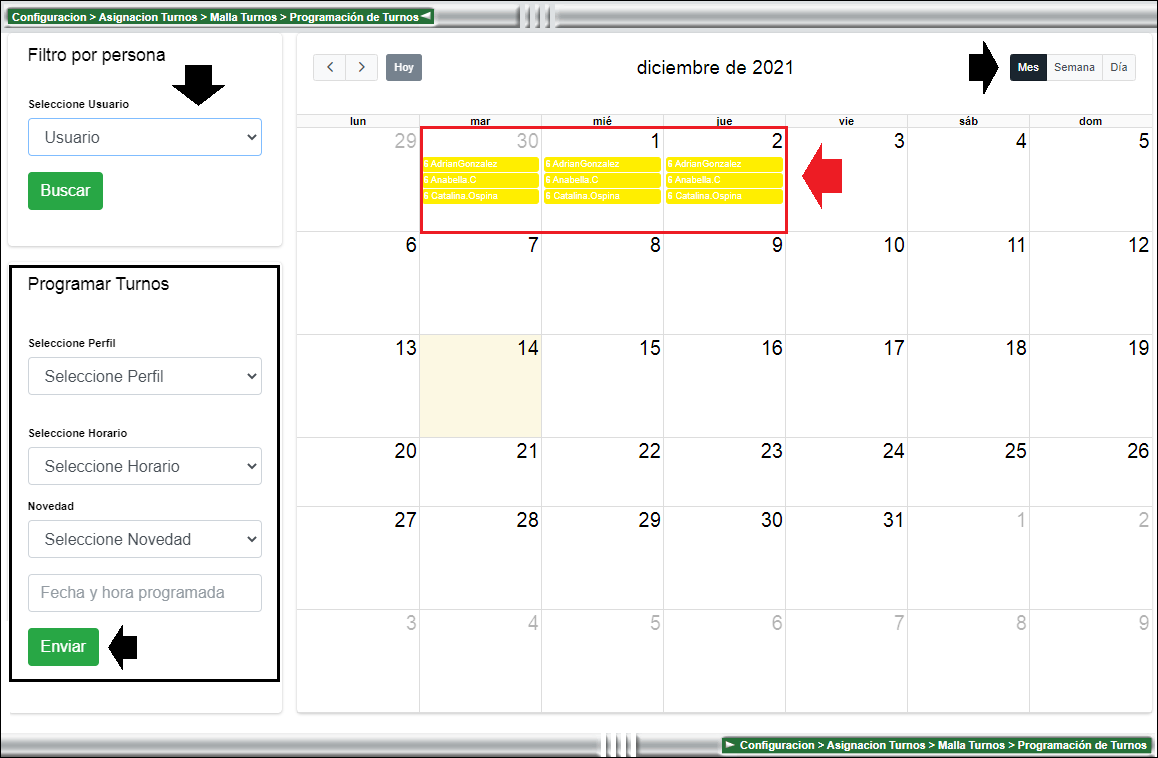 Configuracion > Asignacion Turnos > Malla Turnos > Programación de Turnos
Filtro por persona
Seleccione Usuario
Usuario
Buscar
Programar Turnos
Seleccione Perfil
Seleccione Perfil
Seleccione Horario
Seleccione Horario
Novedad
Seleccione Novedad
Fecha y hora programada
Enviar
Hoy
diciembre de 2021
Mes Semana Día
lun mar mié jue vie sáb dom
29 30 1 2 3 4 5
6 AdrianGonzalez 6 AdrianGonzalez 6 AdrianGonzalez
6 Anabella.C 6 Anabella.C 6 Anabella.C
6 Catalina.Ospina 6 Catalina.Ospina 6 Catalina.Ospina
6 7 8 9 10 11 12
13 14 15 16 17 18 19
20 21 22 23 24 25 26
27 28 29 30 31 1 2
3 4 5 6 7 8 9
Configuracion > Asignacion Turnos > Malla Turnos > Programación de Turnos